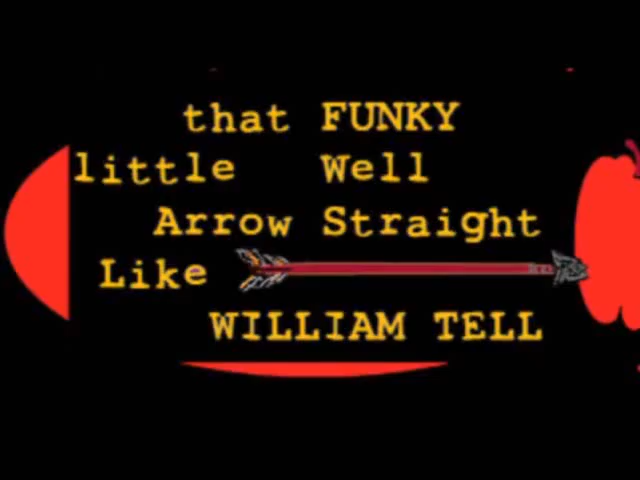 that FUNKY
little Well
Arrow Straight
Like
WILLIAM TELL